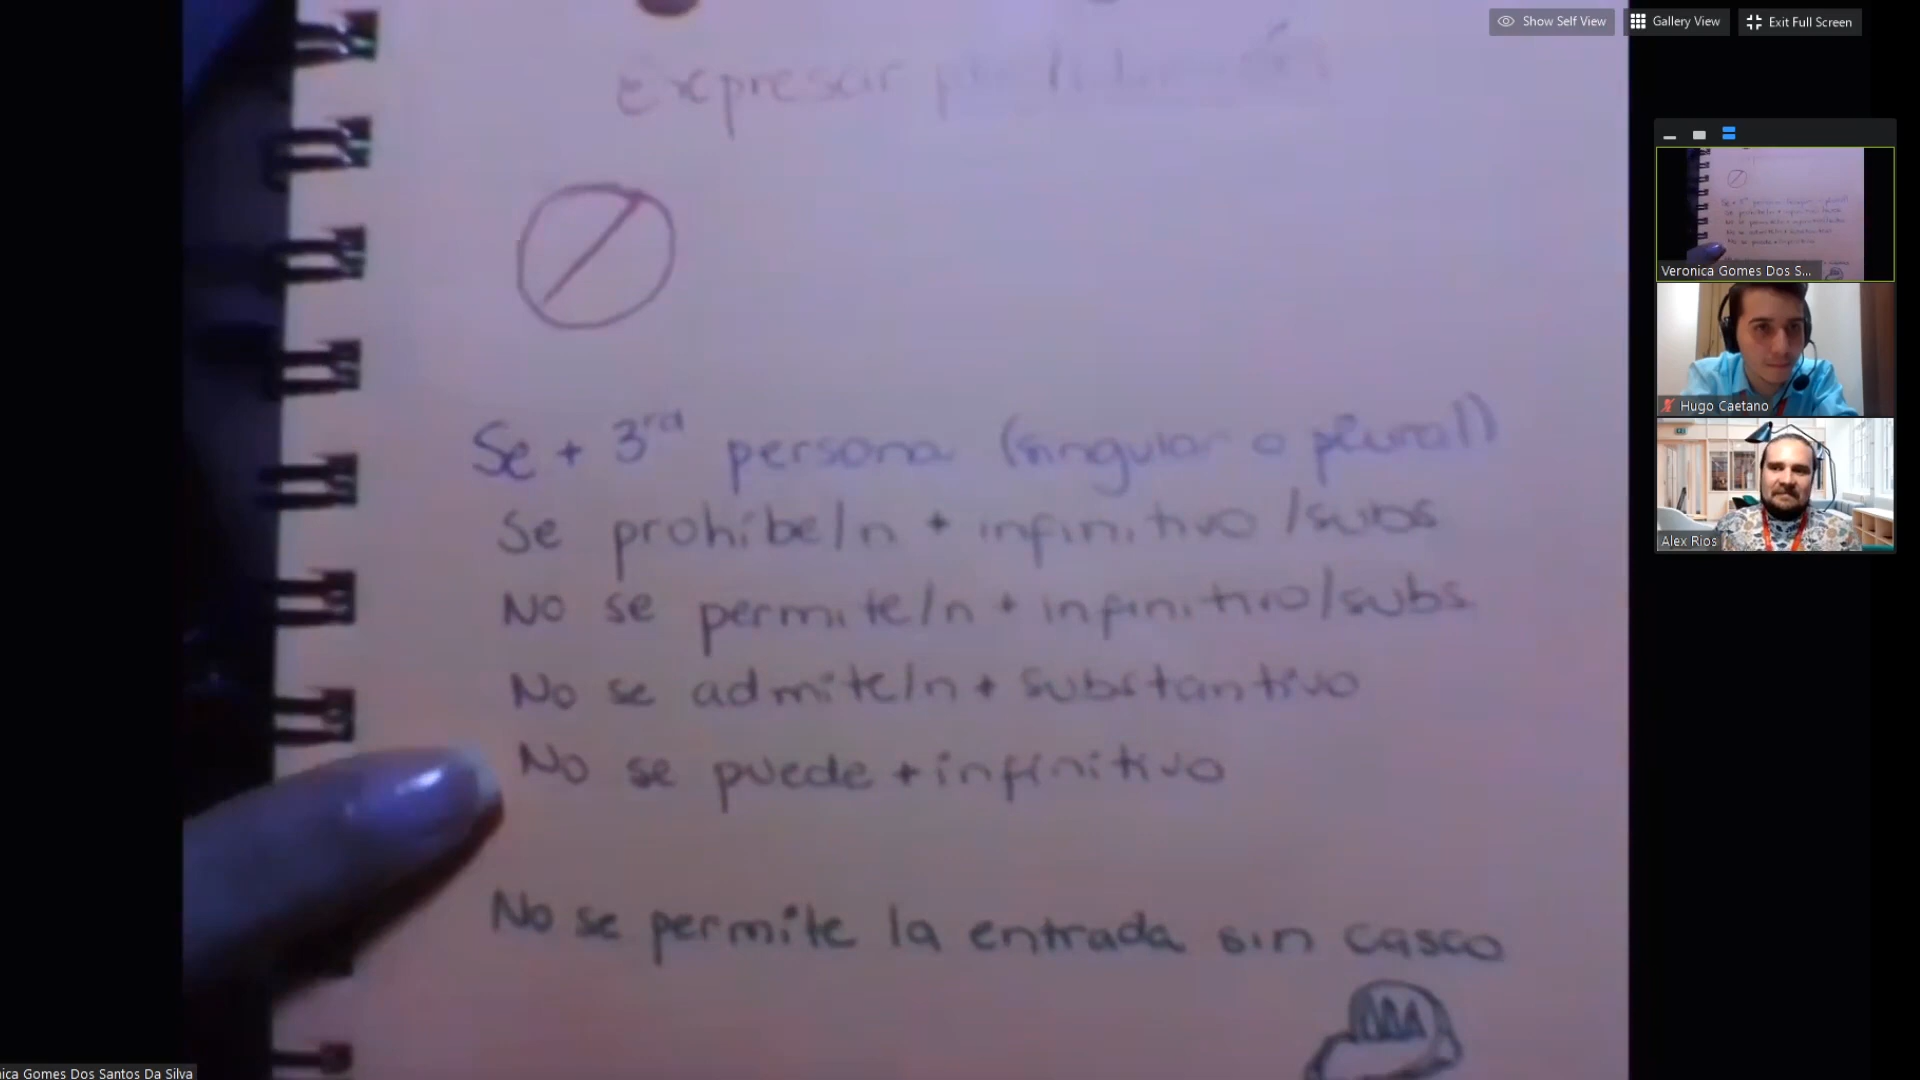 Show Self View
Gallery View
Exit Full Screen
Expresar
Se + 3ra persona (singular o plural)
Se prohíbe/n + infinitivo/subs
No se permite/n + infinitivo/subs
No se admite/n + substantivo
No se puede + infinitivo
No se permite la entrada sin casco
Veronica Gomes Dos S...
Hugo Caetano
Alex Rios
nica Gomes Dos Santos Da Silva